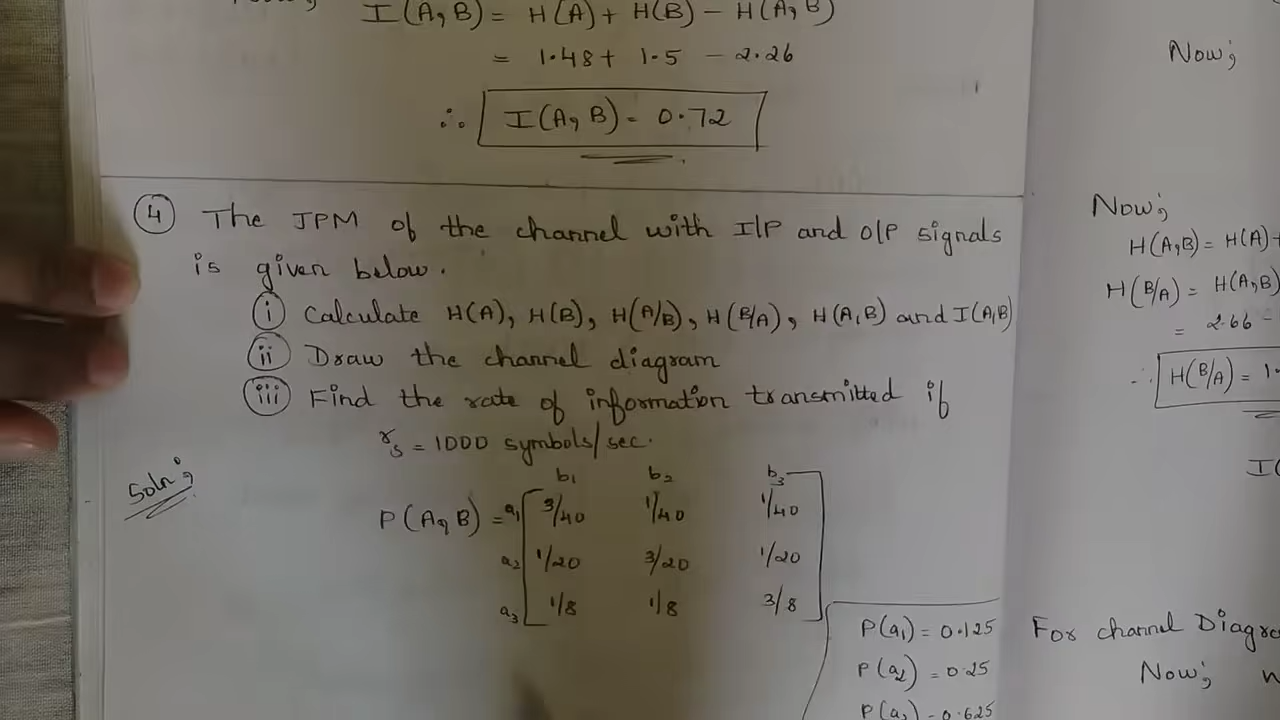 I(A, B) = H(A) + H(B) - H(A, B)
= 1.48 + 1.5 - 2.26
∴ I(A, B) = 0.72
④ The JPM of the channel with I/P and O/P signals
is given below.
(i) Calculate H(A), H(B), H(A/B), H(B/A), H(A,B) and I(A,B)
(ii) Draw the channel diagram
(iii) Find the rate of information transmitted if
rs = 1000 symbols/sec.
Soln;
b1 b2 b3
P(A, B) = a1 3/40 1/40 1/40
a2 1/20 3/20 1/20
a3 1/8 1/8 3/8
P(a1) = 0.125
P(a2) = 0.25
P(a3) = 0.625
Now;
Now;
H(A,B) = H(A) +
H(B/A) = H(A,B)
= 2.66 -
∴ H(B/A) = 1.
I(
For channel Diagra
Now;